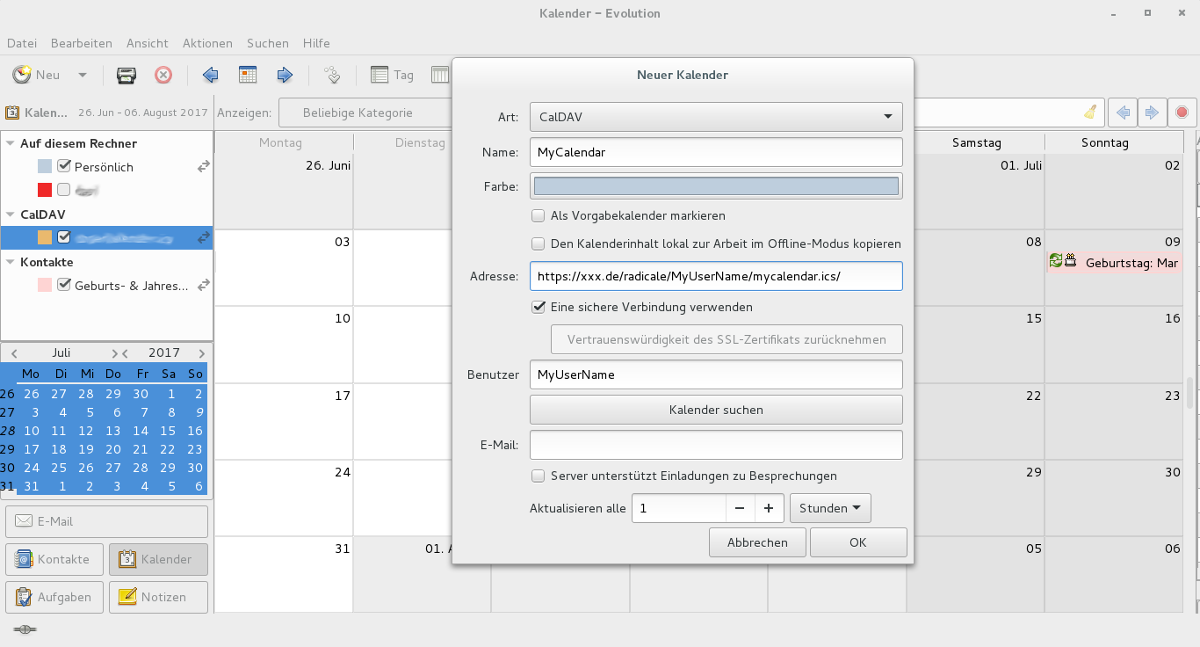 Kalender – Evolution
Datei Bearbeiten Ansicht Aktionen Suchen Hilfe
Neu Tag
Kalen... 26. Jun - 06. August 2017 Anzeigen: Beliebige Kategorie
Auf diesem Rechner
Persönlich
CalDAV
Kontakte
Geburts- & Jahres...
Juli 2017
Mo Di Mi Do Fr Sa So
26 26 27 28 29 30 1 2
27 3 4 5 6 7 8 9
28 10 11 12 13 14 15 16
29 17 18 19 20 21 22 23
30 24 25 26 27 28 29 30
31 31 1 2 3 4 5 6
E-Mail
Kontakte Kalender
Aufgaben Notizen
Montag Dienstag Samstag Sonntag
26. Juni 01. Juli 02
03 08 09
Geburtstag: Mar
10 15 16
17 22 23
24 29 30
31 01. A 05 06
Neuer Kalender
Art: CalDAV
Name: MyCalendar
Farbe:
Als Vorgabekalender markieren
Den Kalenderinhalt lokal zur Arbeit im Offline-Modus kopieren
Adresse: https://xxx.de/radicale/MyUserName/mycalendar.ics/
Eine sichere Verbindung verwenden
Vertrauenswürdigkeit des SSL-Zertifikats zurücknehmen
Benutzer MyUserName
Kalender suchen
E-Mail:
Server unterstützt Einladungen zu Besprechungen
Aktualisieren alle 1 − + Stunden
Abbrechen OK